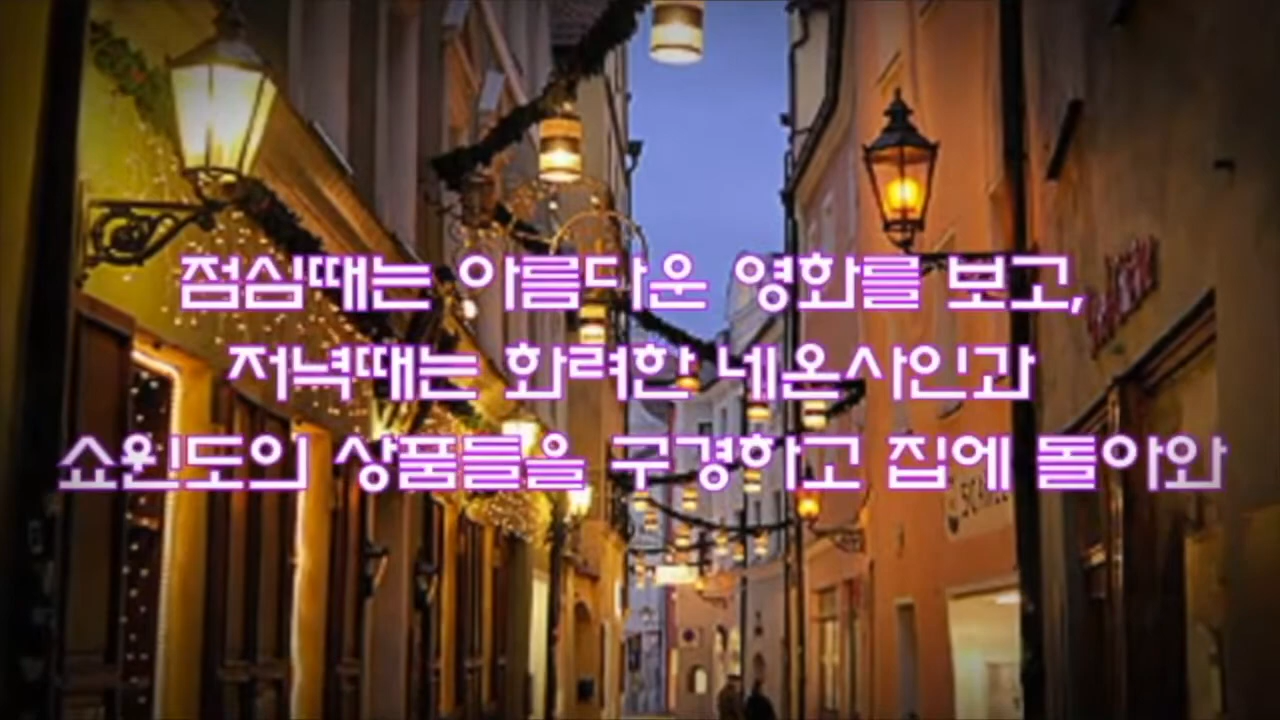 점심때는 아름다운 영화를 보고,
저녁때는 화려한 네온사인과
쇼윈도의 상품들을 구경하고 집에 돌아와